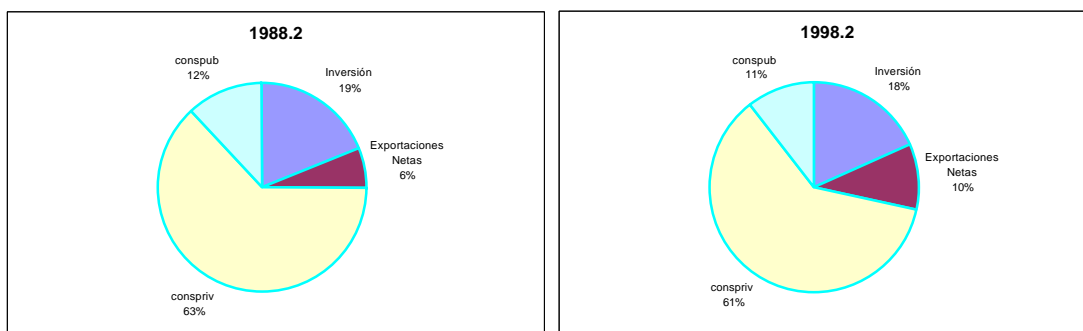 1988.2
conspub
12%
Inversión
19%
Exportaciones
Netas
6%
conspriv
63%
1998.2
conspub
11%
Inversión
18%
Exportaciones
Netas
10%
conspriv
61%